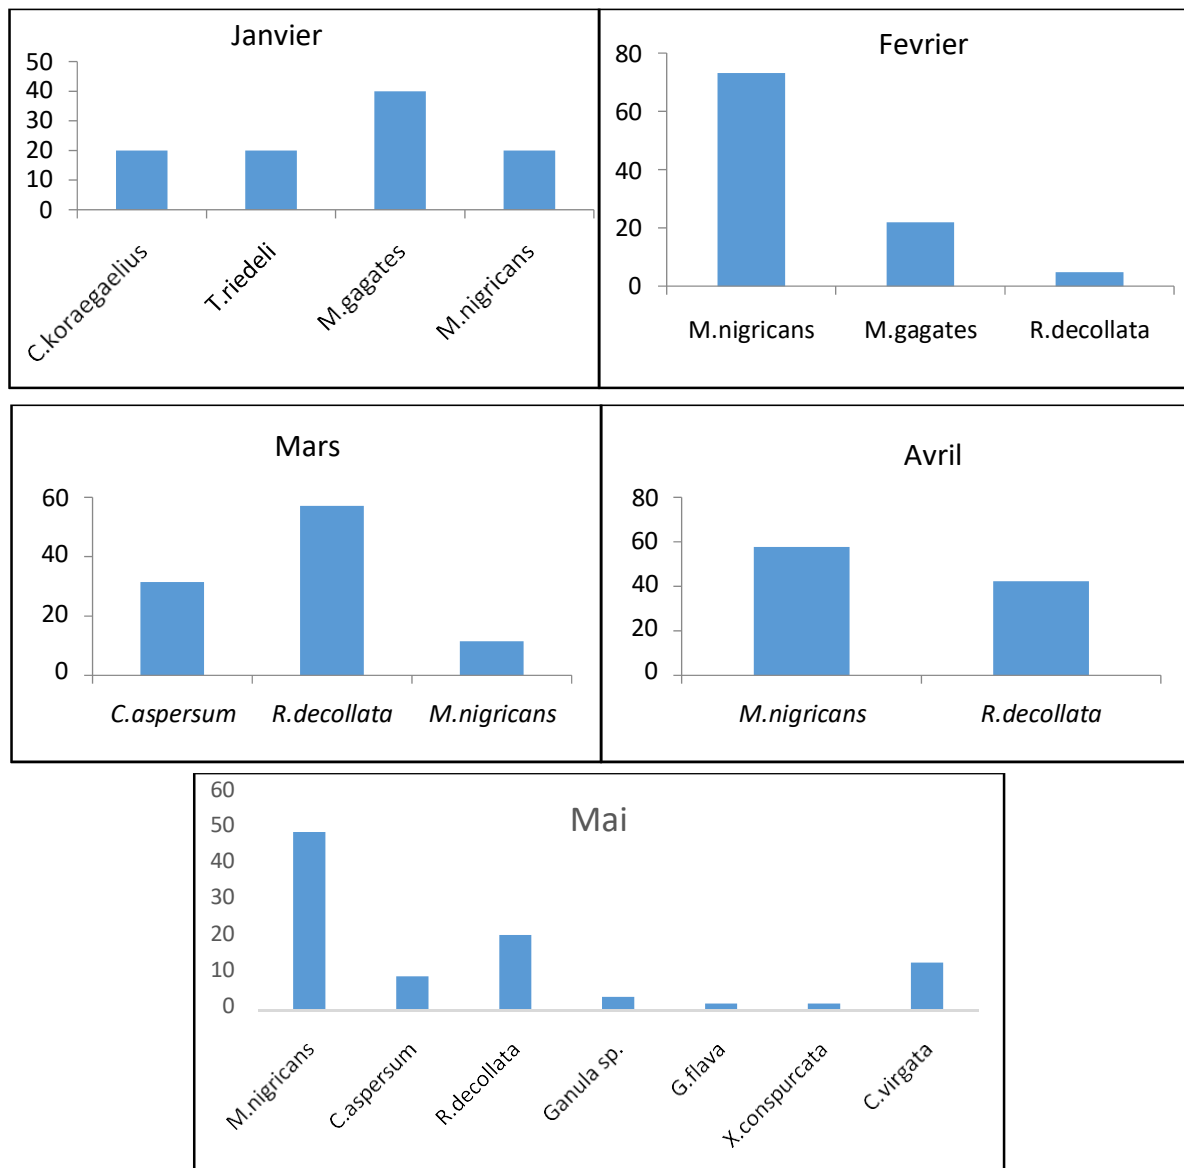 Janvier
50
40
30
20
10
0
C.koraegaelius
T.riedeli
M.gagates
M.nigricans
Fevrier
80
60
40
20
0
M.nigricans M.gagates R.decollata
Mars
60
40
20
0
C.aspersum R.decollata M.nigricans
Avril
80
60
40
20
0
M.nigricans R.decollata
Mai
60
50
40
30
20
10
0
M.nigricans
C.aspersum
R.decollata
Ganula sp.
G.flava
X.conspurcata
C.virgata